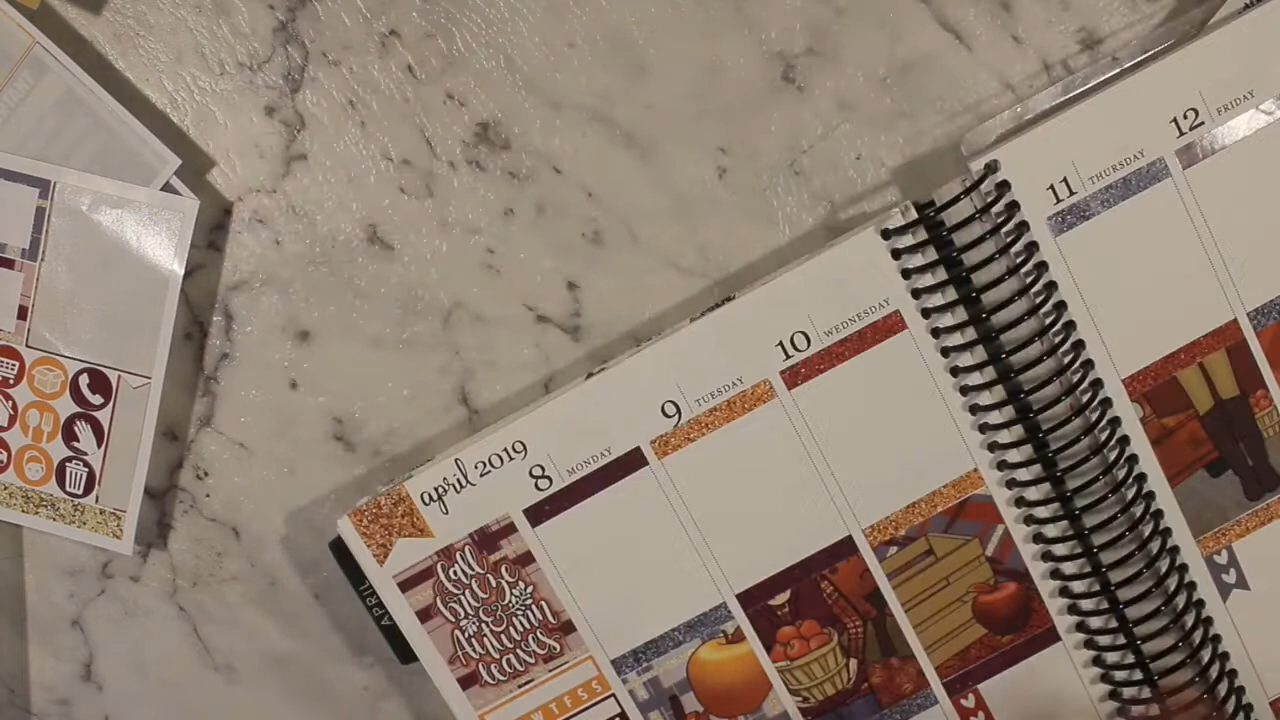 april 2019
8 MONDAY
9 TUESDAY
10 WEDNESDAY
11 THURSDAY
12 FRIDAY
APRIL
fall
breeze
&
Autumn
leaves
W T F S S